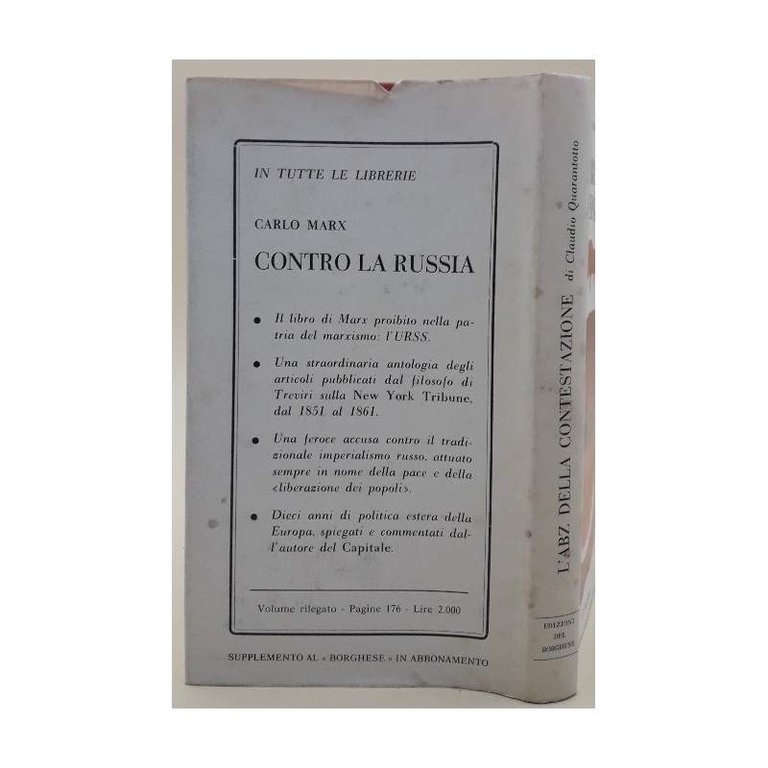 IN TUTTE LE LIBRERIE
CARLO MARX
CONTRO LA RUSSIA
• Il libro di Marx proibito nella pa-
tria del marxismo: l'URSS.
• Una straordinaria antologia degli
articoli pubblicati dal filosofo di
Treviri sulla New York Tribune,
dal 1851 al 1861.
• Una feroce accusa contro il tradi-
zionale imperialismo russo, attuato
sempre in nome della pace e della
«liberazione dei popoli».
• Dieci anni di politica estera della
Europa, spiegati e commentati dal-
l'autore del Capitale.
Volume rilegato - Pagine 176 - Lire 2.000
SUPPLEMENTO AL « BORGHESE » IN ABBONAMENTO
L'ABZ DELLA CONTESTAZIONE
di Claudio Quarantotto
EDIZIONI
DEL
BORGHESE